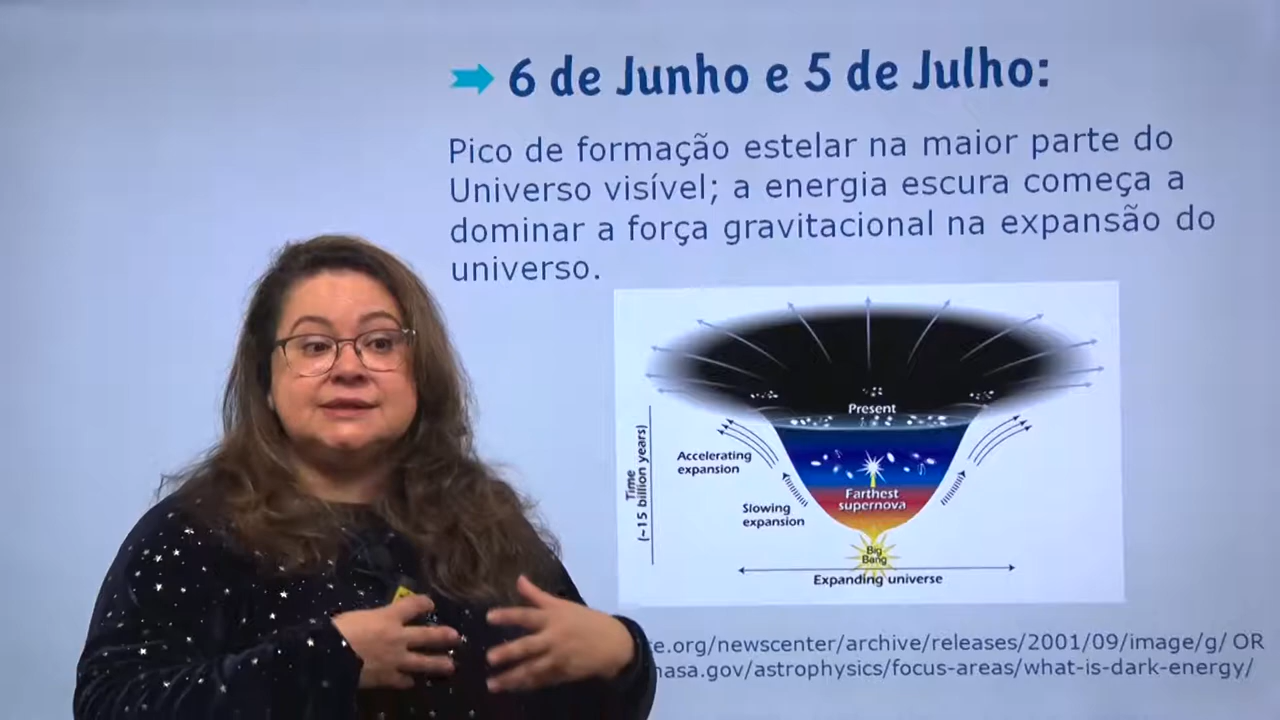 6 de Junho e 5 de Julho:
Pico de formação estelar na maior parte do
Universo visível; a energia escura começa a
dominar a força gravitacional na expansão do
universo.
Present
Accelerating
expansion
Time
(~15 billion years)
Farthest
supernova
Slowing
expansion
Big
Bang
Expanding universe
te.org/newscenter/archive/releases/2001/09/image/g/ OR
nasa.gov/astrophysics/focus-areas/what-is-dark-energy/